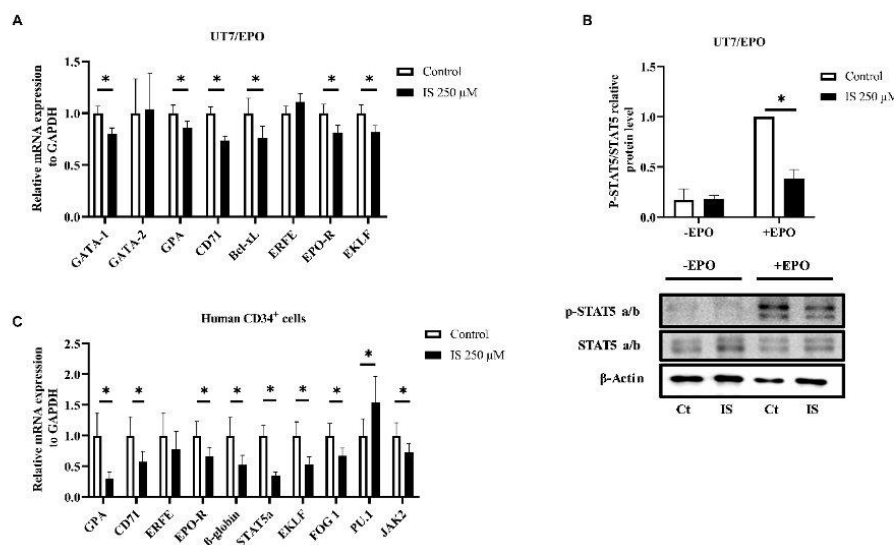 A
UT7/EPO
Relative mRNA expression
to GAPDH
1.5
1.0
0.5
0.0
* * * * * *
Control
IS 250 µM
GATA-1
GATA-2
GPA
CD71
Bcl-xL
ERFE
EPO-R
EKLF
B
UT7/EPO
P-STAT5/STAT5 relative
protein level
1.5
1.0
0.5
0.0
*
Control
IS 250 µM
-EPO
+EPO
-EPO
+EPO
p-STAT5 a/b
STAT5 a/b
β-Actin
Ct
IS
Ct
IS
C
Human CD34+ cells
Relative mRNA expression
to GAPDH
2.5
2.0
1.5
1.0
0.5
0.0
* * * * * * * * *
Control
IS 250 µM
GPA
CD71
ERFE
EPO-R
β-globin
STAT5a
EKLF
FOG 1
PU.1
JAK2